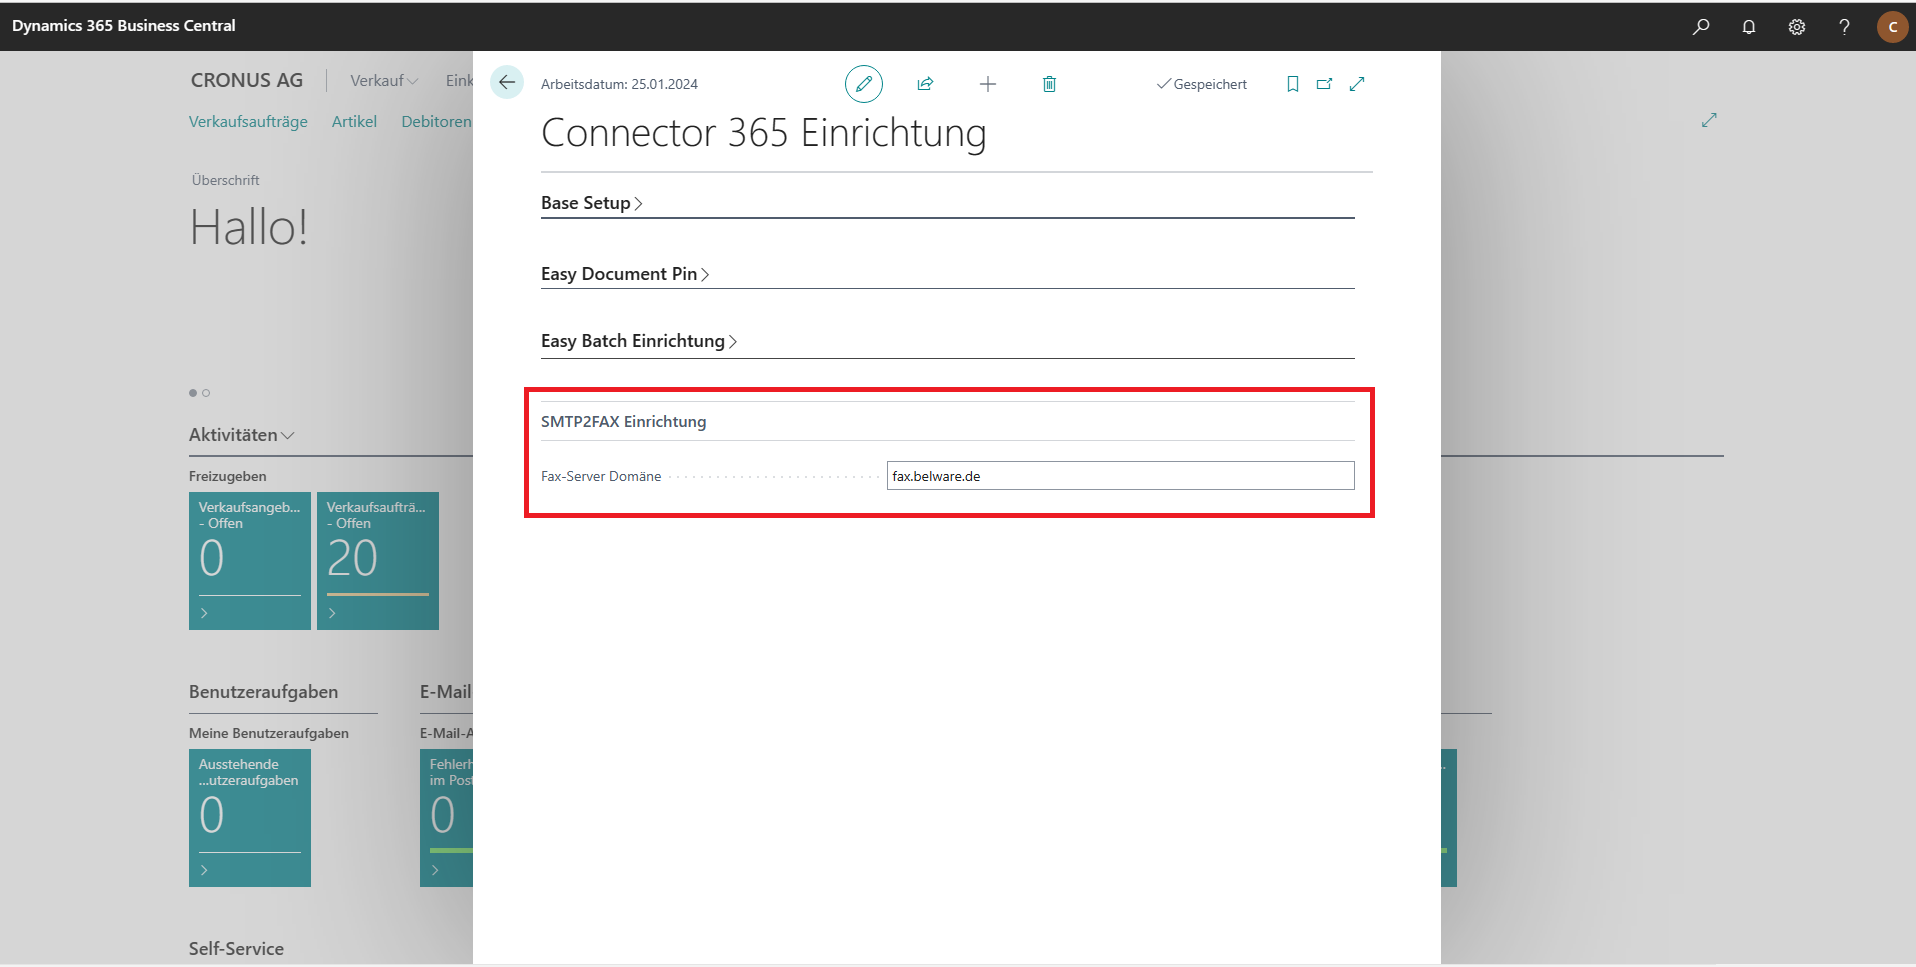 Dynamics 365 Business Central
C
CRONUS AG
Verkauf
Eink
Verkaufsaufträge
Artikel
Debitoren
Überschrift
Hallo!
Aktivitäten
Freizugeben
Verkaufsangeb...
- Offen
0
Verkaufsaufträ...
- Offen
20
Benutzeraufgaben
Meine Benutzeraufgaben
Ausstehende
...utzeraufgaben
0
E-Mail
E-Mail-A
Fehlerh
im Post
0
Self-Service
Arbeitsdatum: 25.01.2024
Gespeichert
Connector 365 Einrichtung
Base Setup
Easy Document Pin
Easy Batch Einrichtung
SMTP2FAX Einrichtung
Fax-Server Domäne
fax.belware.de